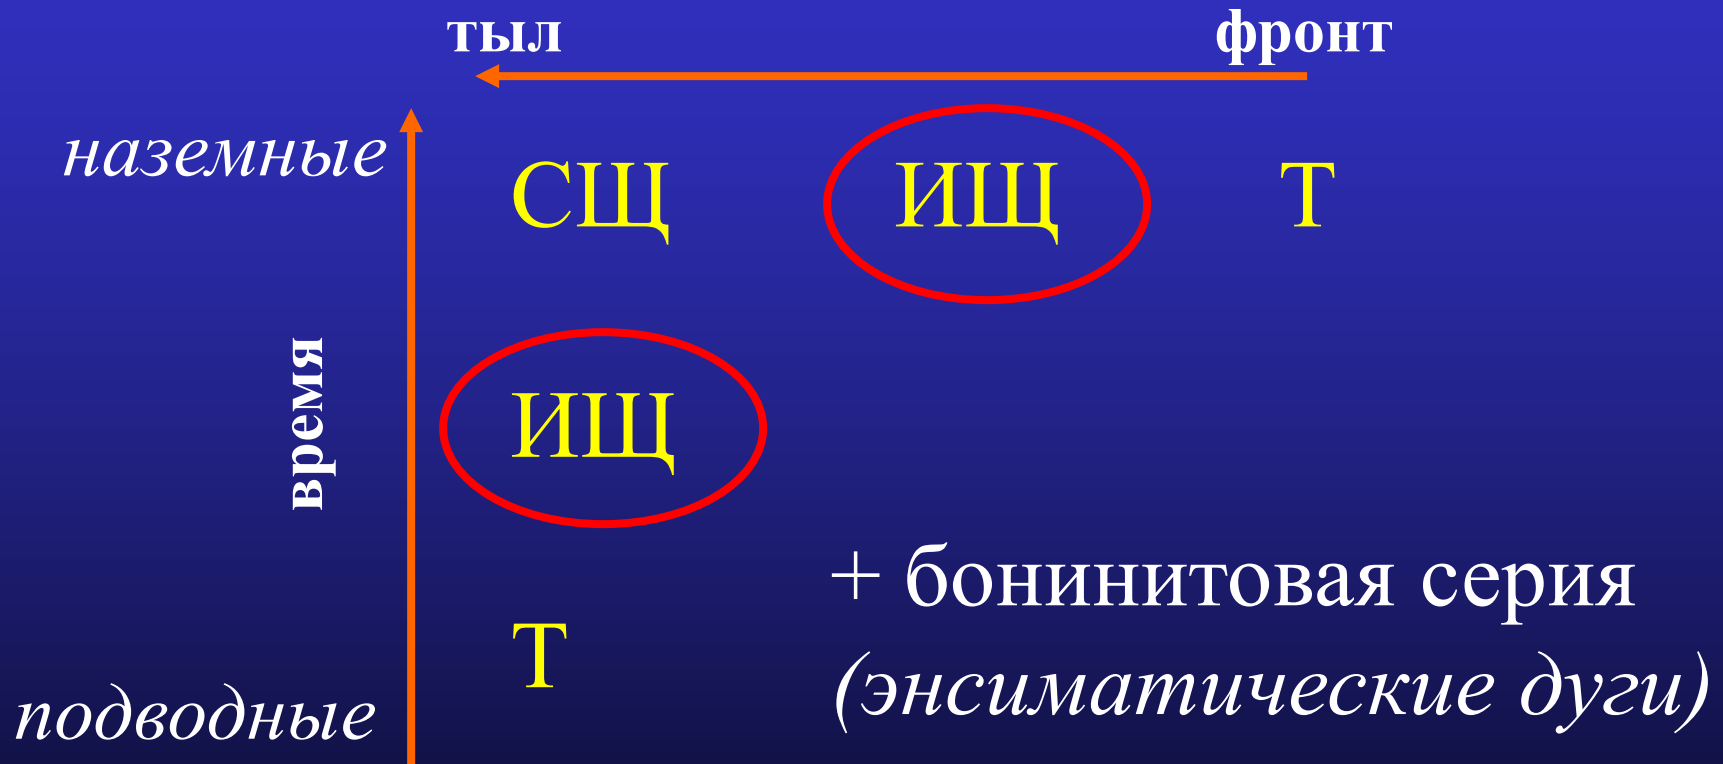 тыл фронт
наземные СЩ ИЩ Т
время
ИЩ
+ бонинитовая серия
Т
(энсиматические дуги)
подводные